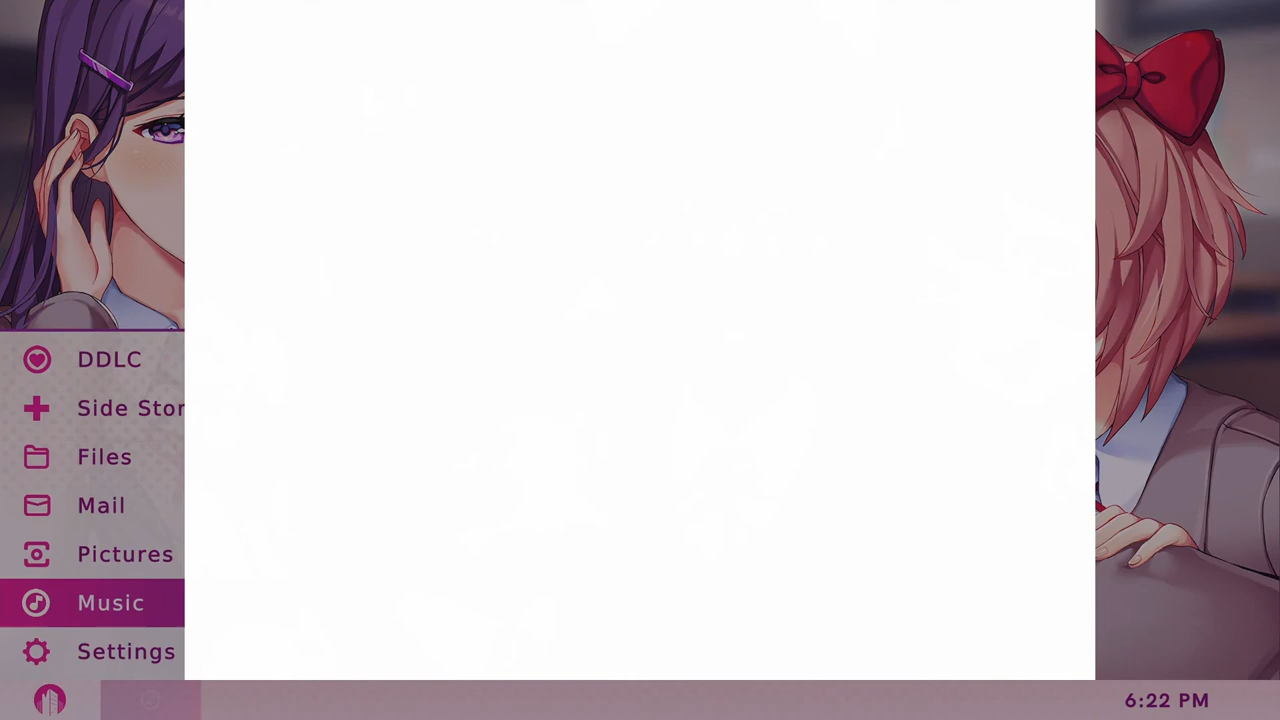 DDLC
Side Stor
Files
Mail
Pictures
Music
Settings
6:22 PM